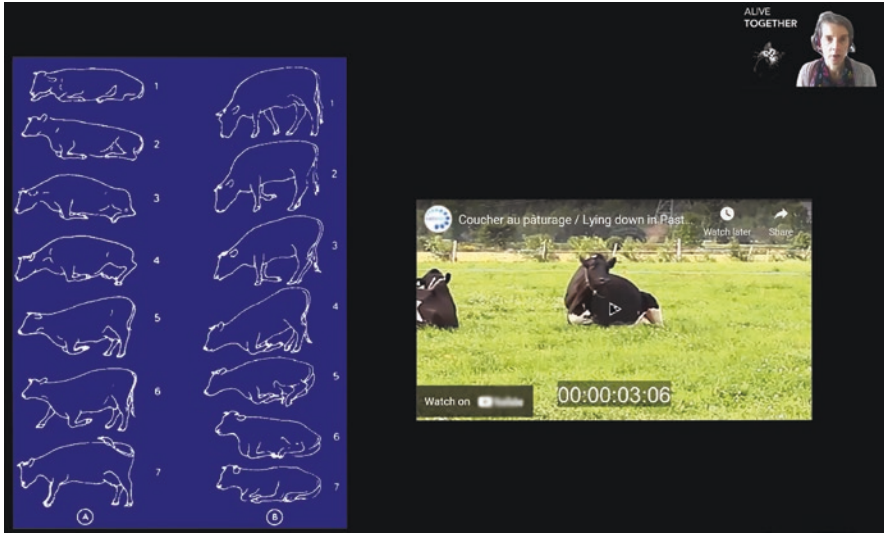 ALIVE
TOGETHER
1
2
3
4
5
6
7
A
1
2
3
4
5
6
7
B
Coucher au pâturage / Lying down in Past
Watch later
Share
Watch on
00:00:03:06